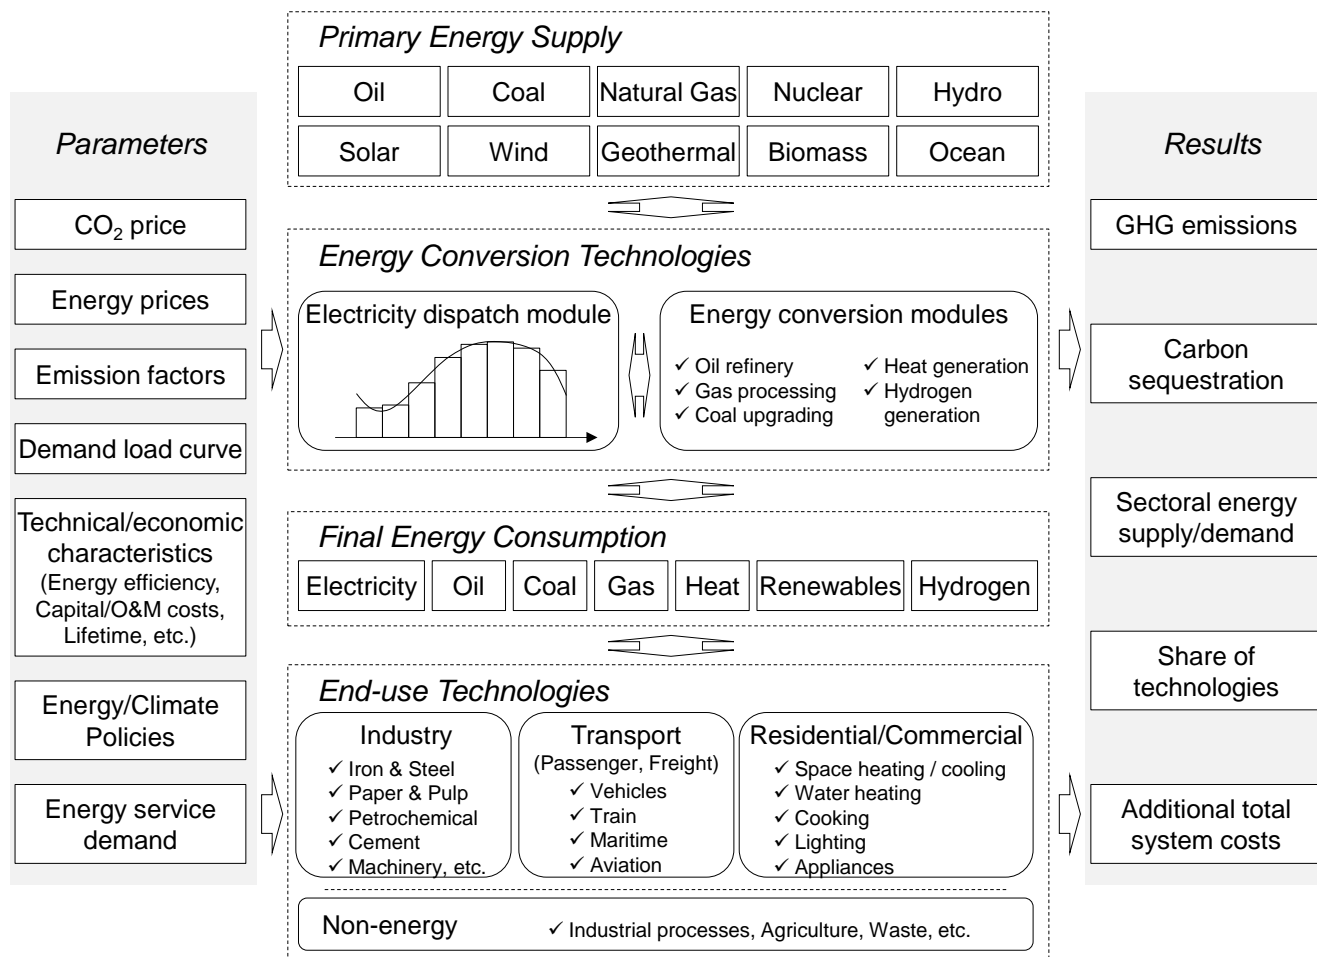 Parameters
CO₂ price
Energy prices
Emission factors
Demand load curve
Technical/economic
characteristics
(Energy efficiency,
Capital/O&M costs,
Lifetime, etc.)
Energy/Climate
Policies
Energy service
demand
Primary Energy Supply
Oil
Coal
Natural Gas
Nuclear
Hydro
Solar
Wind
Geothermal
Biomass
Ocean
Energy Conversion Technologies
Electricity dispatch module
Energy conversion modules
✓ Oil refinery
✓ Gas processing
✓ Coal upgrading
✓ Heat generation
✓ Hydrogen
generation
Final Energy Consumption
Electricity
Oil
Coal
Gas
Heat
Renewables
Hydrogen
End-use Technologies
Industry
✓ Iron & Steel
✓ Paper & Pulp
✓ Petrochemical
✓ Cement
✓ Machinery, etc.
Transport
(Passenger, Freight)
✓ Vehicles
✓ Train
✓ Maritime
✓ Aviation
Residential/Commercial
✓ Space heating / cooling
✓ Water heating
✓ Cooking
✓ Lighting
✓ Appliances
Non-energy
✓ Industrial processes, Agriculture, Waste, etc.
Results
GHG emissions
Carbon
sequestration
Sectoral energy
supply/demand
Share of
technologies
Additional total
system costs